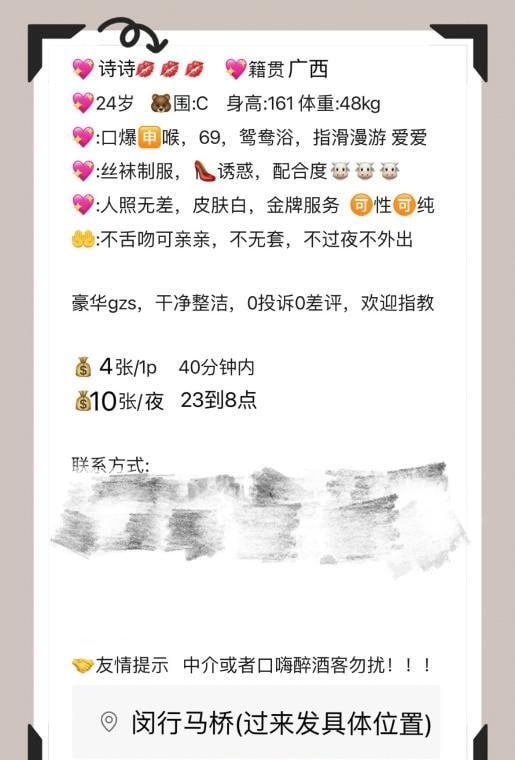 💖诗诗💋💋💋 💖籍贯广西
💖24岁 🐻围:C 身高:161体重:48kg
💖:口爆🈸喉，69，鸳鸯浴，指滑漫游 爱爱
💖:丝袜制服，👠诱惑，配合度🐮🐮🐮
💖:人照无差，皮肤白，金牌服务 🉑性🉑纯
🤲:不舌吻可亲亲，不无套，不过夜不外出
豪华gzs，干净整洁，0投诉0差评，欢迎指教
💰4张/1p 40分钟内
💰10张/夜 23到8点
联系方式:
🤝友情提示 中介或者口嗨醉酒客勿扰！！！
闵行马桥(过来发具体位置)